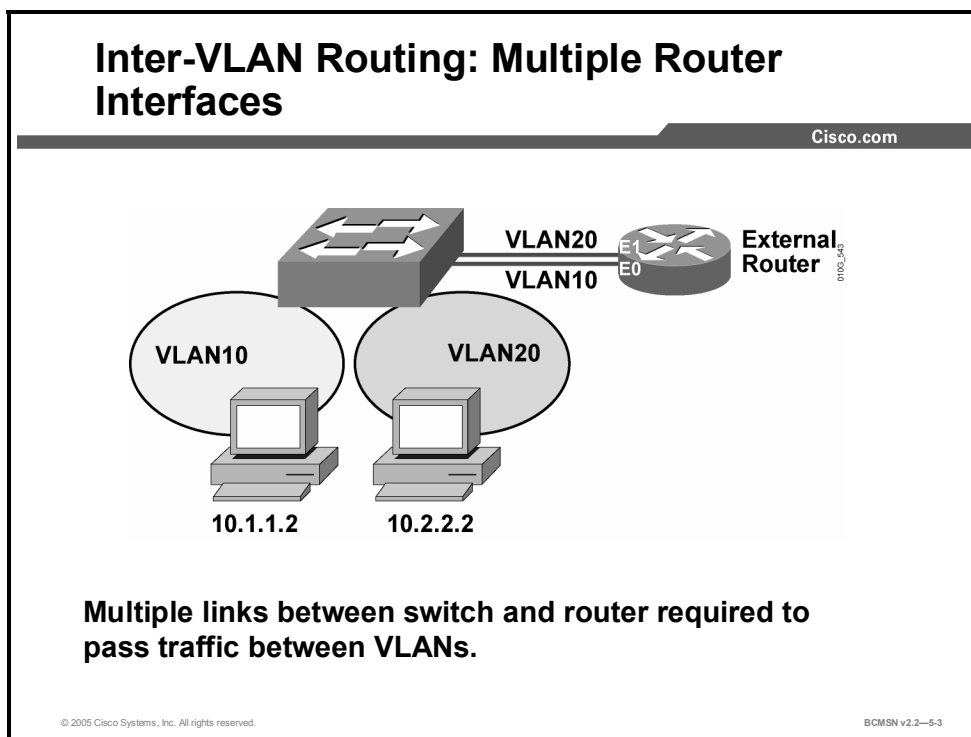 Inter-VLAN Routing: Multiple Router
Interfaces
Cisco.com
VLAN20
E1
External
Router
010G_543
E0
VLAN10
VLAN10
VLAN20
10.1.1.2
10.2.2.2
Multiple links between switch and router required to
pass traffic between VLANs.
© 2005 Cisco Systems, Inc. All rights reserved.
BCMSN v2.2—5-3